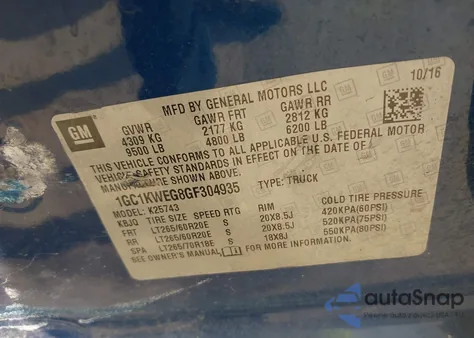 10/16
MFD BY GENERAL MOTORS LLC
GM
GVWR GAWR FRT GAWR RR
4309 KG 2177 KG 2812 KG
9500 LB 4800 LB 6200 LB
THIS VEHICLE CONFORMS TO ALL APPLICABLE U.S. FEDERAL MOTOR
VEHICLE SAFETY STANDARDS IN EFFECT ON THE DATE OF
MANUFACTURE SHOWN ABOVE.
1GC1KWEG8GF304935 TYPE: TRUCK
MODEL: K25743
KBJQ TIRE SIZE SPEED RTG RIM COLD TIRE PRESSURE
FRT LT265/60R20E S 20X8.5J 420KPA(60PSI)
RR LT265/60R20E S 20X8.5J 520KPA(75PSI)
SPA LT265/70R18E S 18X8J 550KPA(80PSI)
SEE OWNER'S MANUAL FOR ADDITIONAL INFORMATION.
autoSnap